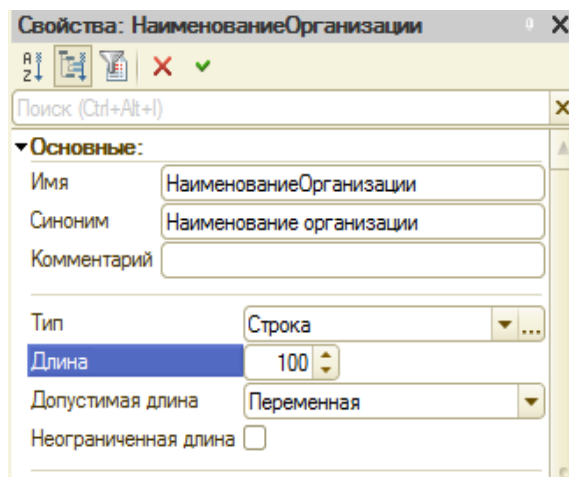 Свойства: НаименованиеОрганизации
Поиск (Ctrl+Alt+I)
Основные:
Имя НаименованиеОрганизации
Синоним Наименование организации
Комментарий
Тип Строка ...
Длина 100
Допустимая длина Переменная
Неограниченная длина